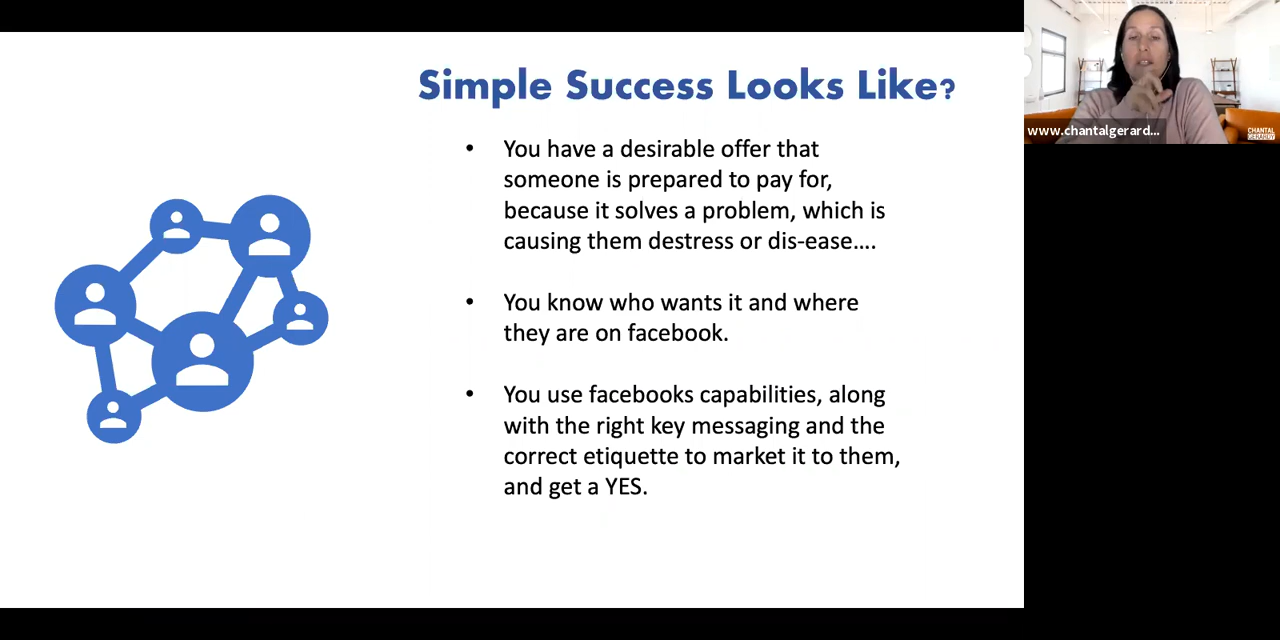 Simple Success Looks Like?
• You have a desirable offer that
someone is prepared to pay for,
because it solves a problem, which is
causing them destress or dis-ease....
• You know who wants it and where
they are on facebook.
• You use facebooks capabilities, along
with the right key messaging and the
correct etiquette to market it to them,
and get a YES.
www.chantalgerard...
CHANTAL
GERARDY